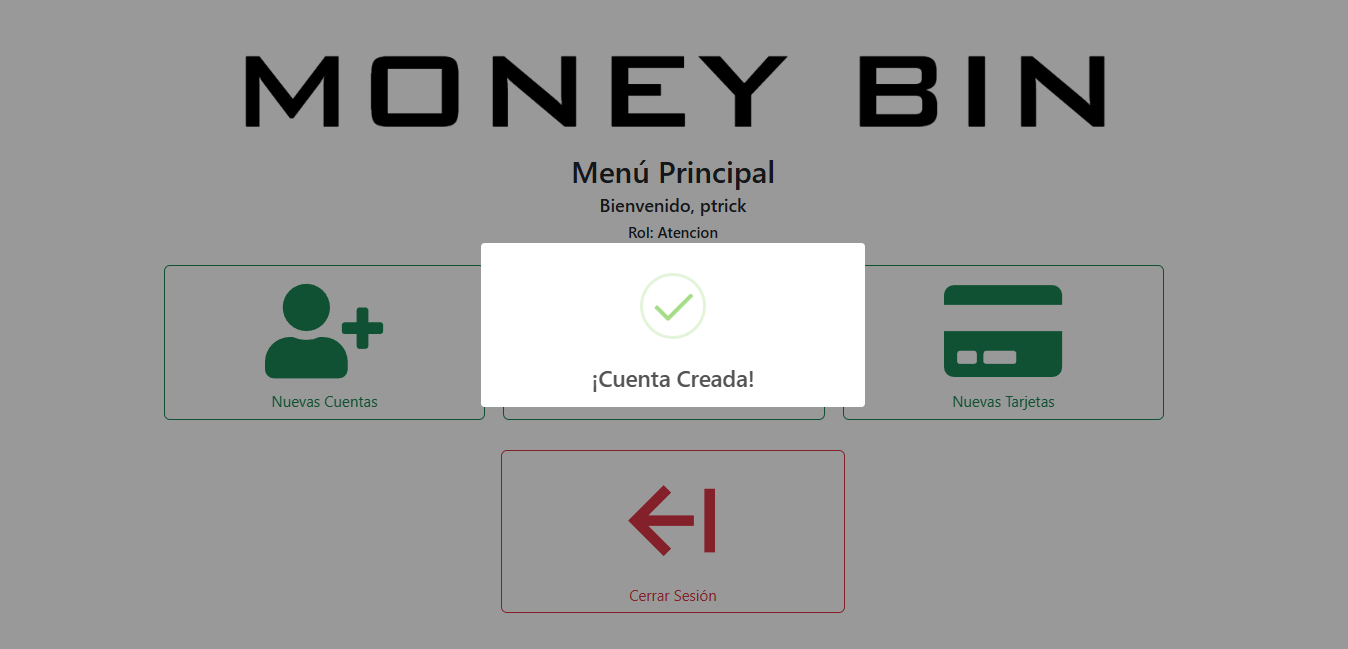 MONEY BIN
Menú Principal
Bienvenido, ptrick
Rol: Atencion
¡Cuenta Creada!
Nuevas Cuentas
Nuevas Tarjetas
Cerrar Sesión